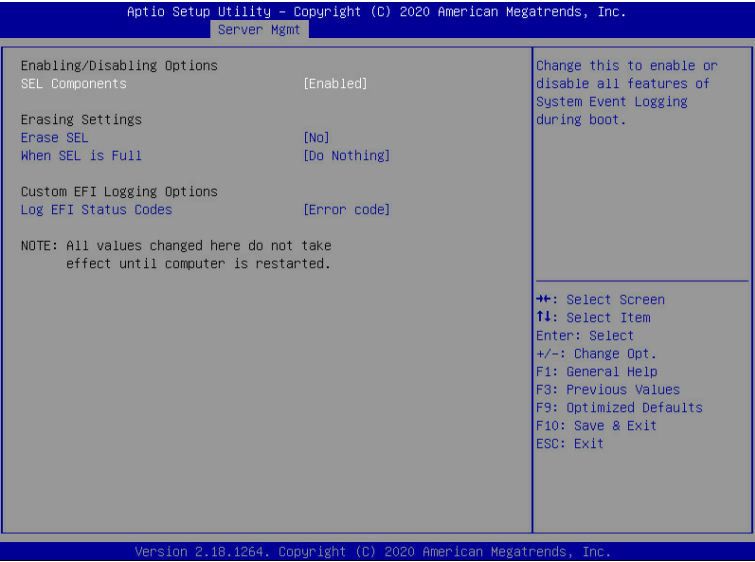 Aptio Setup Utility – Copyright (C) 2020 American Megatrends, Inc.
Server Mgmt
Enabling/Disabling Options
SEL Components [Enabled]
Erasing Settings
Erase SEL [No]
When SEL is Full [Do Nothing]
Custom EFI Logging Options
Log EFI Status Codes [Error code]
NOTE: All values changed here do not take
effect until computer is restarted.
Change this to enable or
disable all features of
System Event Logging
during boot.
→←: Select Screen
↑↓: Select Item
Enter: Select
+/-: Change Opt.
F1: General Help
F3: Previous Values
F9: Optimized Defaults
F10: Save & Exit
ESC: Exit
Version 2.18.1264. Copyright (C) 2020 American Megatrends, Inc.